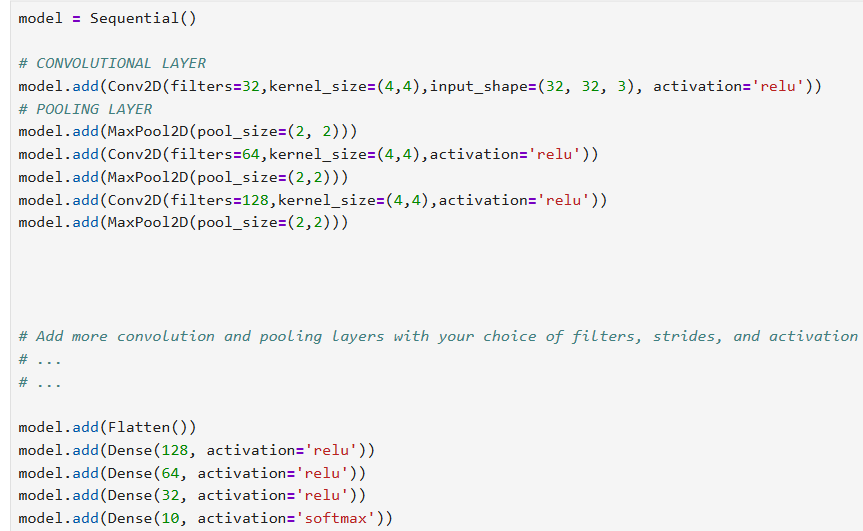 model = Sequential()
# CONVOLUTIONAL LAYER
model.add(Conv2D(filters=32,kernel_size=(4,4),input_shape=(32, 32, 3), activation='relu'))
# POOLING LAYER
model.add(MaxPool2D(pool_size=(2, 2)))
model.add(Conv2D(filters=64,kernel_size=(4,4),activation='relu'))
model.add(MaxPool2D(pool_size=(2,2)))
model.add(Conv2D(filters=128,kernel_size=(4,4),activation='relu'))
model.add(MaxPool2D(pool_size=(2,2)))
# Add more convolution and pooling layers with your choice of filters, strides, and activation
# ...
# ...
model.add(Flatten())
model.add(Dense(128, activation='relu'))
model.add(Dense(64, activation='relu'))
model.add(Dense(32, activation='relu'))
model.add(Dense(10, activation='softmax'))